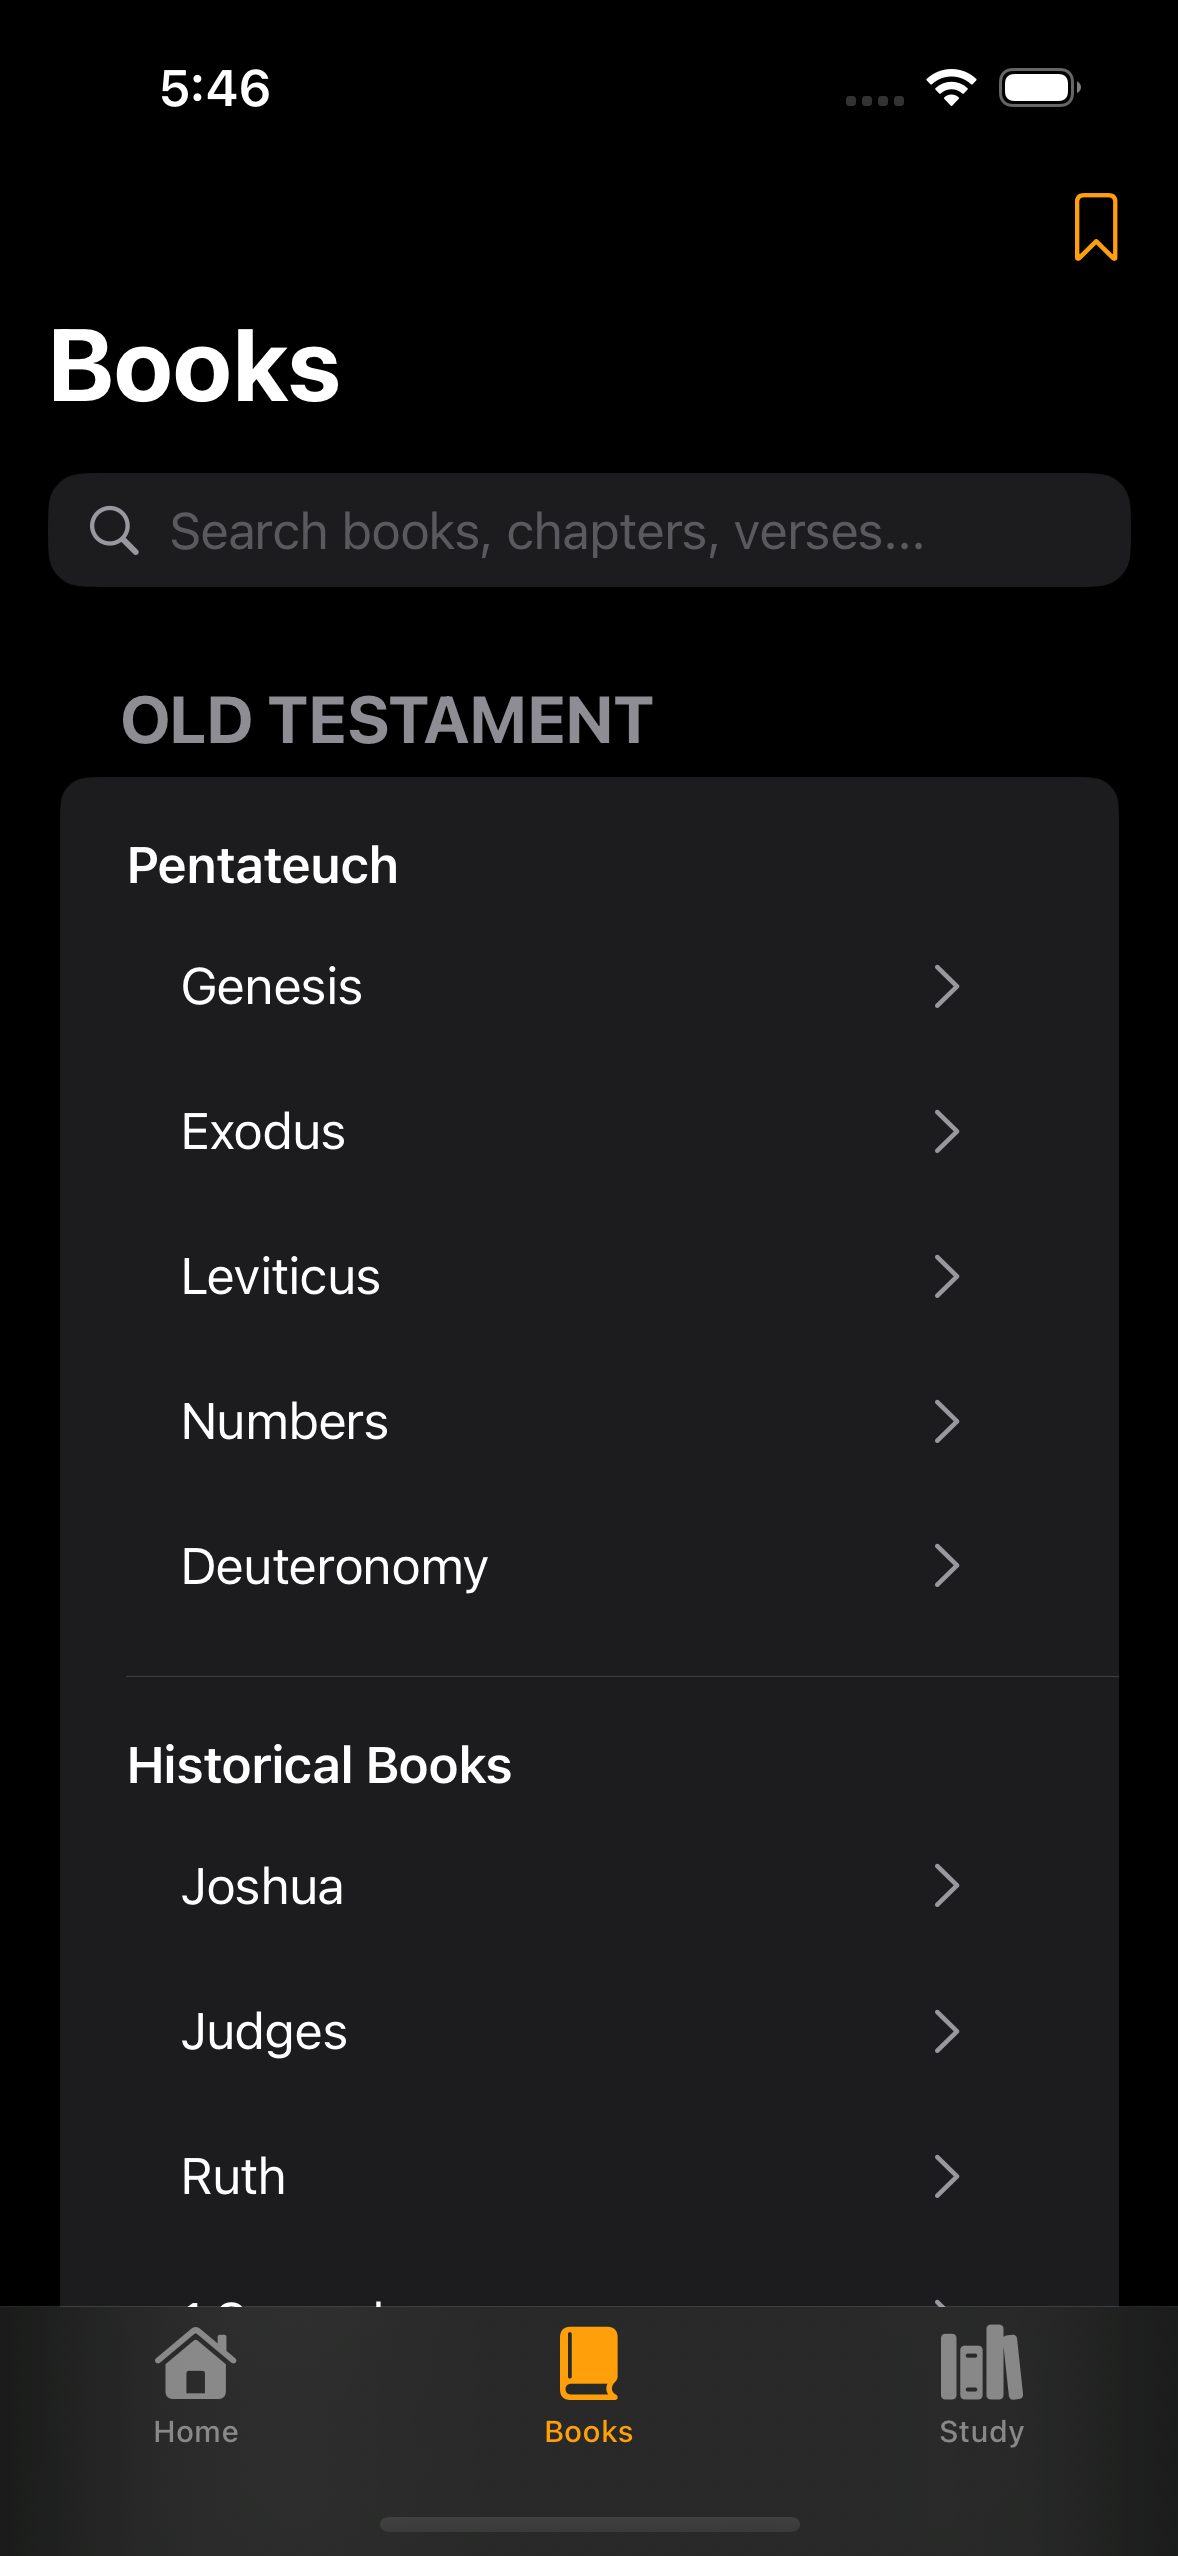 5:46
Books
Search books, chapters, verses...
OLD TESTAMENT
Pentateuch
Genesis
Exodus
Leviticus
Numbers
Deuteronomy
Historical Books
Joshua
Judges
Ruth
Home
Books
Study